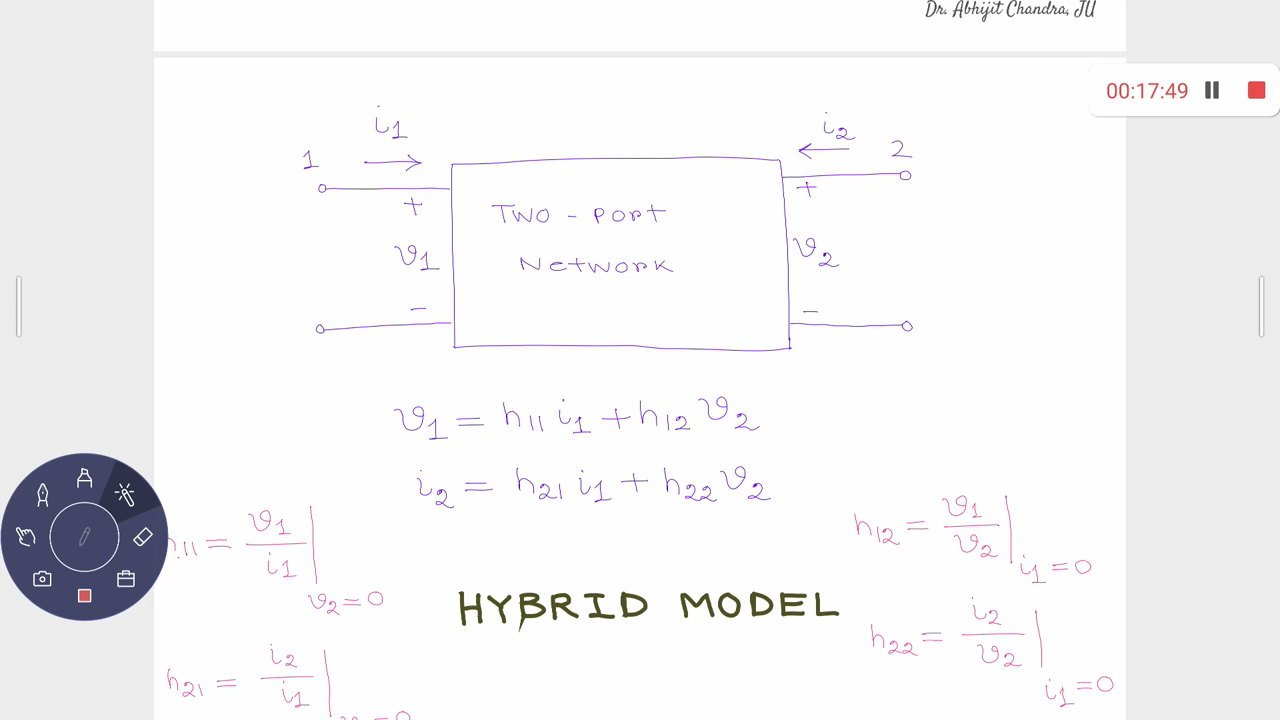 Dr. Abhijit Chandra, JU
00:17:49
i1
i2
1
2
+
+
TWO - PORT
v1
v2
NETWORK
-
-
v1 = h11 i1 + h12 v2
i2 = h21 i1 + h22 v2
h11 = v1/i1 | v2=0
h12 = v1/v2 | i1=0
HYBRID MODEL
h22 = i2/v2 | i1=0
h21 = i2/i1 |
=0